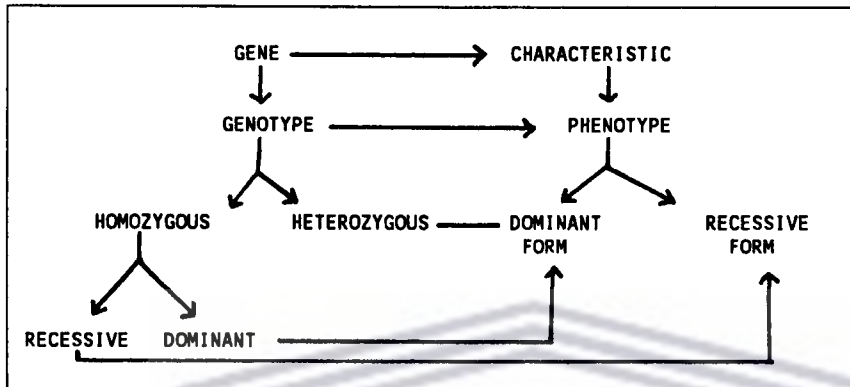 GENE CHARACTERISTIC
GENOTYPE PHENOTYPE
HOMOZYGOUS HETEROZYGOUS DOMINANT FORM RECESSIVE FORM
RECESSIVE DOMINANT